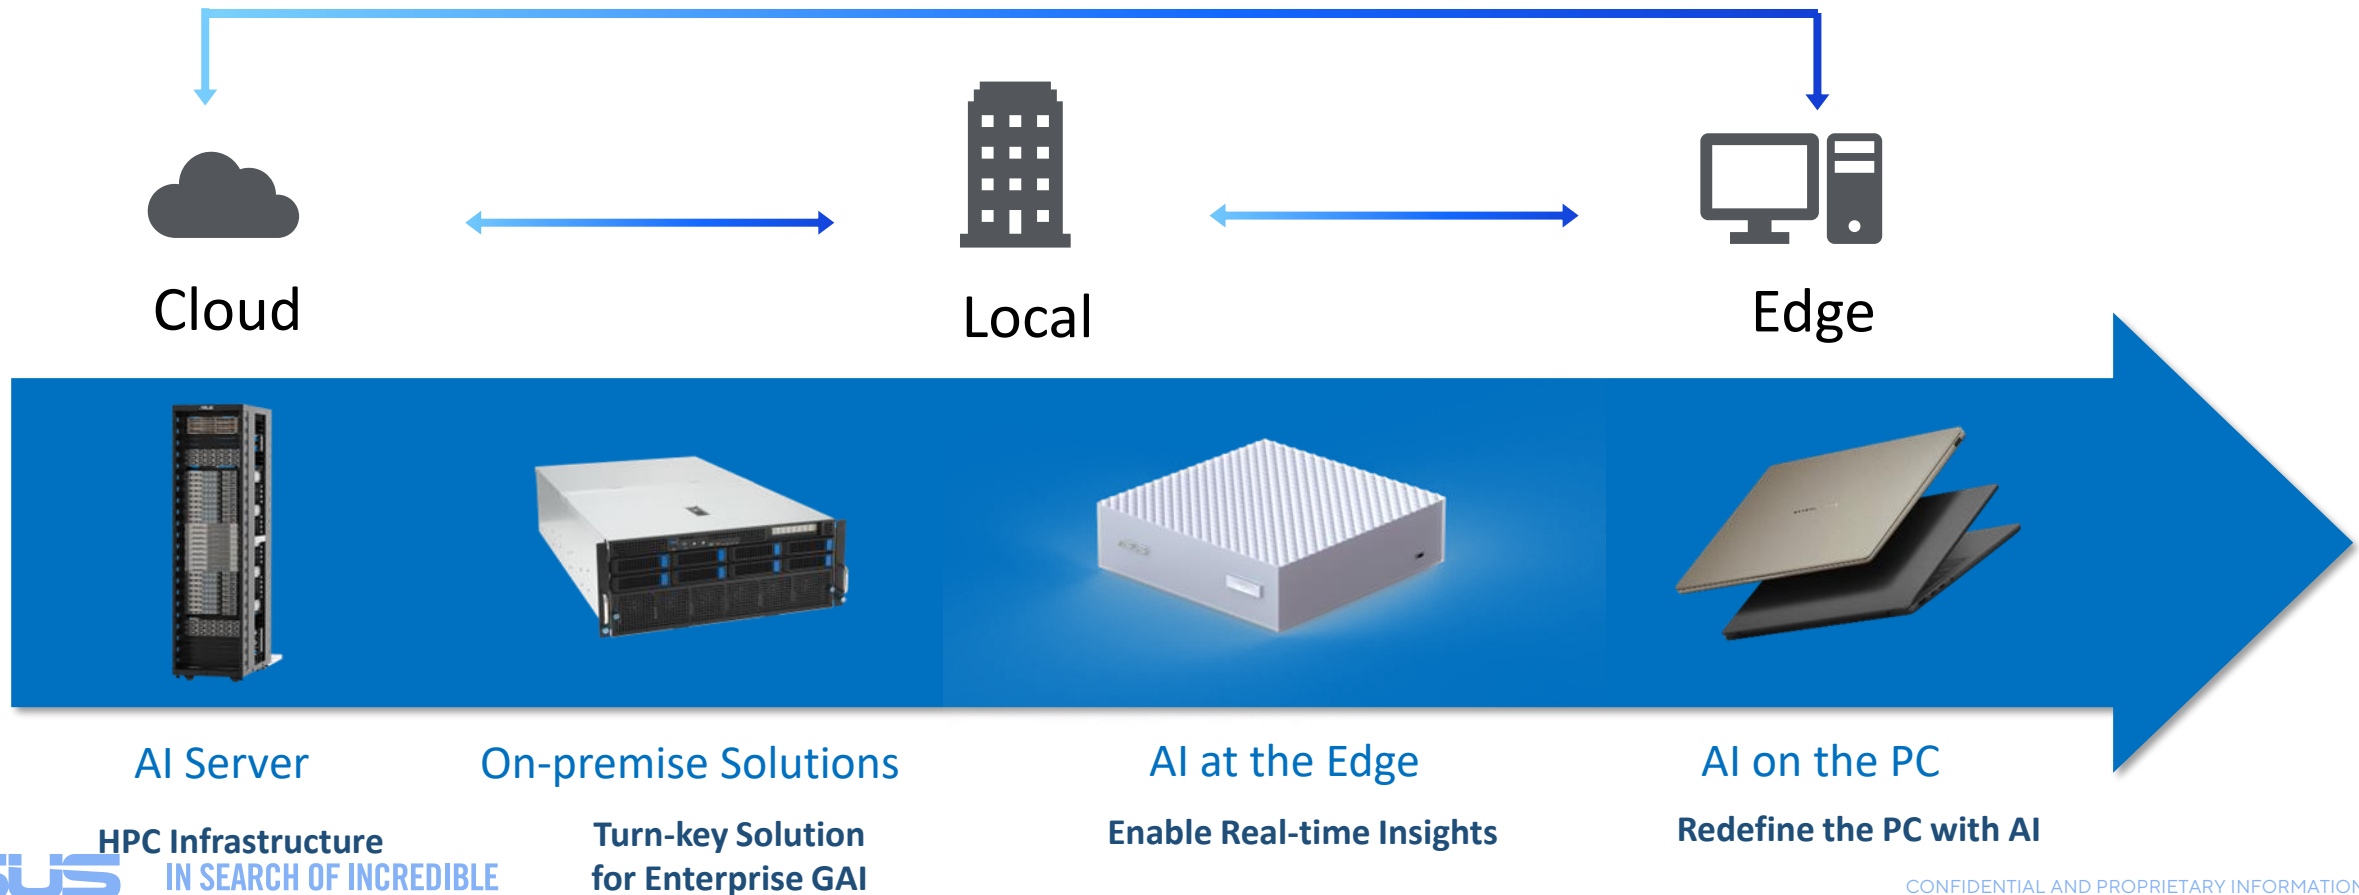 Cloud
Local
Edge
AI Server
On-premise Solutions
AI at the Edge
AI on the PC
HPC Infrastructure
Turn-key Solution
for Enterprise GAI
Enable Real-time Insights
Redefine the PC with AI
IN SEARCH OF INCREDIBLE
CONFIDENTIAL AND PROPRIETARY INFORMATION